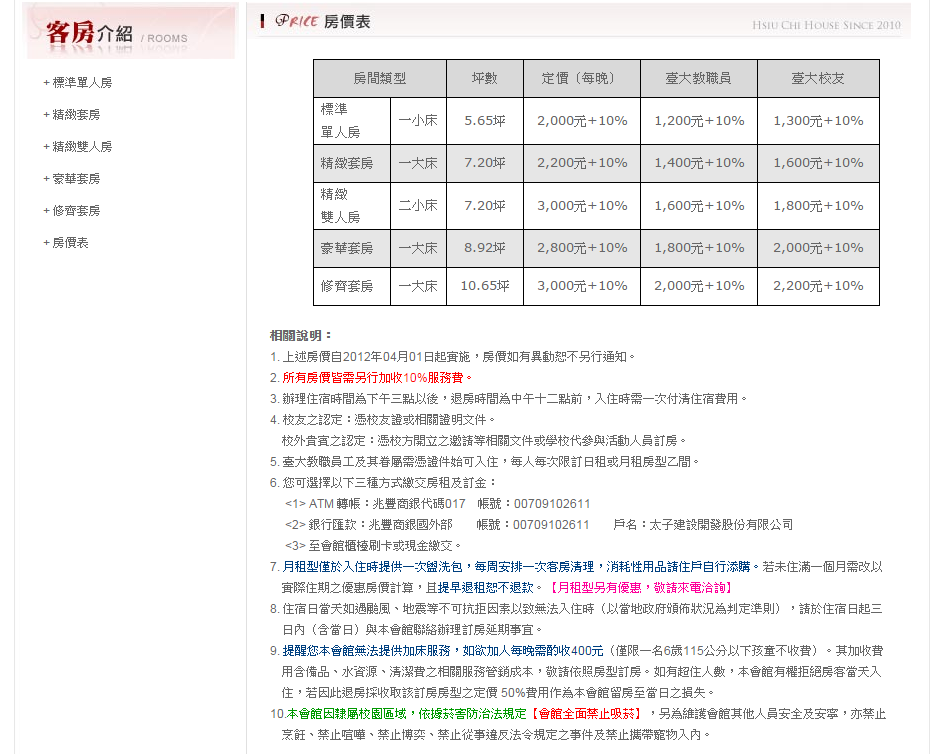 客房介紹 / ROOMS
+ 標準單人房
+ 精緻套房
+ 精緻雙人房
+ 豪華套房
+ 修齊套房
+ 房價表
PRICE 房價表
HSIU CHI HOUSE SINCE 2010
房間類型 坪數 定價（每晚） 臺大教職員 臺大校友
標準
單人房 一小床 5.65坪 2,000元+10% 1,200元+10% 1,300元+10%
精緻套房 一大床 7.20坪 2,200元+10% 1,400元+10% 1,600元+10%
精緻
雙人房 二小床 7.20坪 3,000元+10% 1,600元+10% 1,800元+10%
豪華套房 一大床 8.92坪 2,800元+10% 1,800元+10% 2,000元+10%
修齊套房 一大床 10.65坪 3,000元+10% 2,000元+10% 2,200元+10%
相關說明：
1. 上述房價自2012年04月01日起實施，房價如有異動恕不另行通知。
2. 所有房價皆需另行加收10%服務費。
3. 辦理住宿時間為下午三點以後，退房時間為中午十二點前，入住時需一次付清住宿費用。
4. 校友之認定：憑校友證或相關證明文件。
校外貴賓之認定：憑校方開立之邀請等相關文件或學校代參與活動人員訂房。
5. 臺大教職員工及其眷屬需憑證件始可入住，每人每次限訂日租或月租房型乙間。
6. 您可選擇以下三種方式繳交房租及訂金：
<1> ATM 轉帳：兆豐商銀代碼017 帳號：00709102611
<2> 銀行匯款：兆豐商銀國外部 帳號：00709102611 戶名：太子建設開發股份有限公司
<3> 至會館櫃檯刷卡或現金繳交。
7. 月租型僅於入住時提供一次盥洗包，每周安排一次客房清理，消耗性用品請住戶自行添購。若未住滿一個月需改以
實際住期之優惠房價計算，且提早退租恕不退款。【月租型另有優惠，敬請來電洽詢】
8. 住宿日當天如遇颱風、地震等不可抗拒因素以致無法入住時（以當地政府頒佈狀況為判定準則），請於住宿日起三
日內（含當日）與本會館聯絡辦理訂房延期事宜。
9. 提醒您本會館無法提供加床服務，如欲加人每晚需酌收400元（僅限一名6歲115公分以下孩童不收費）。其加收費
用含備品、水資源、清潔費之相關服務管銷成本，敬請依照房型訂房。如有超住人數，本會館有權拒絕房客當天入
住，若因此退房採收取該訂房房型之定價 50%費用作為本會館留房至當日之損失。
10.本會館因隸屬校園區域，依據菸害防治法規定【會館全面禁止吸菸】，另為維護會館其他人員安全及安寧，亦禁止
烹飪、禁止喧嘩、禁止博弈、禁止從事違反法令規定之事件及禁止攜帶寵物入內。